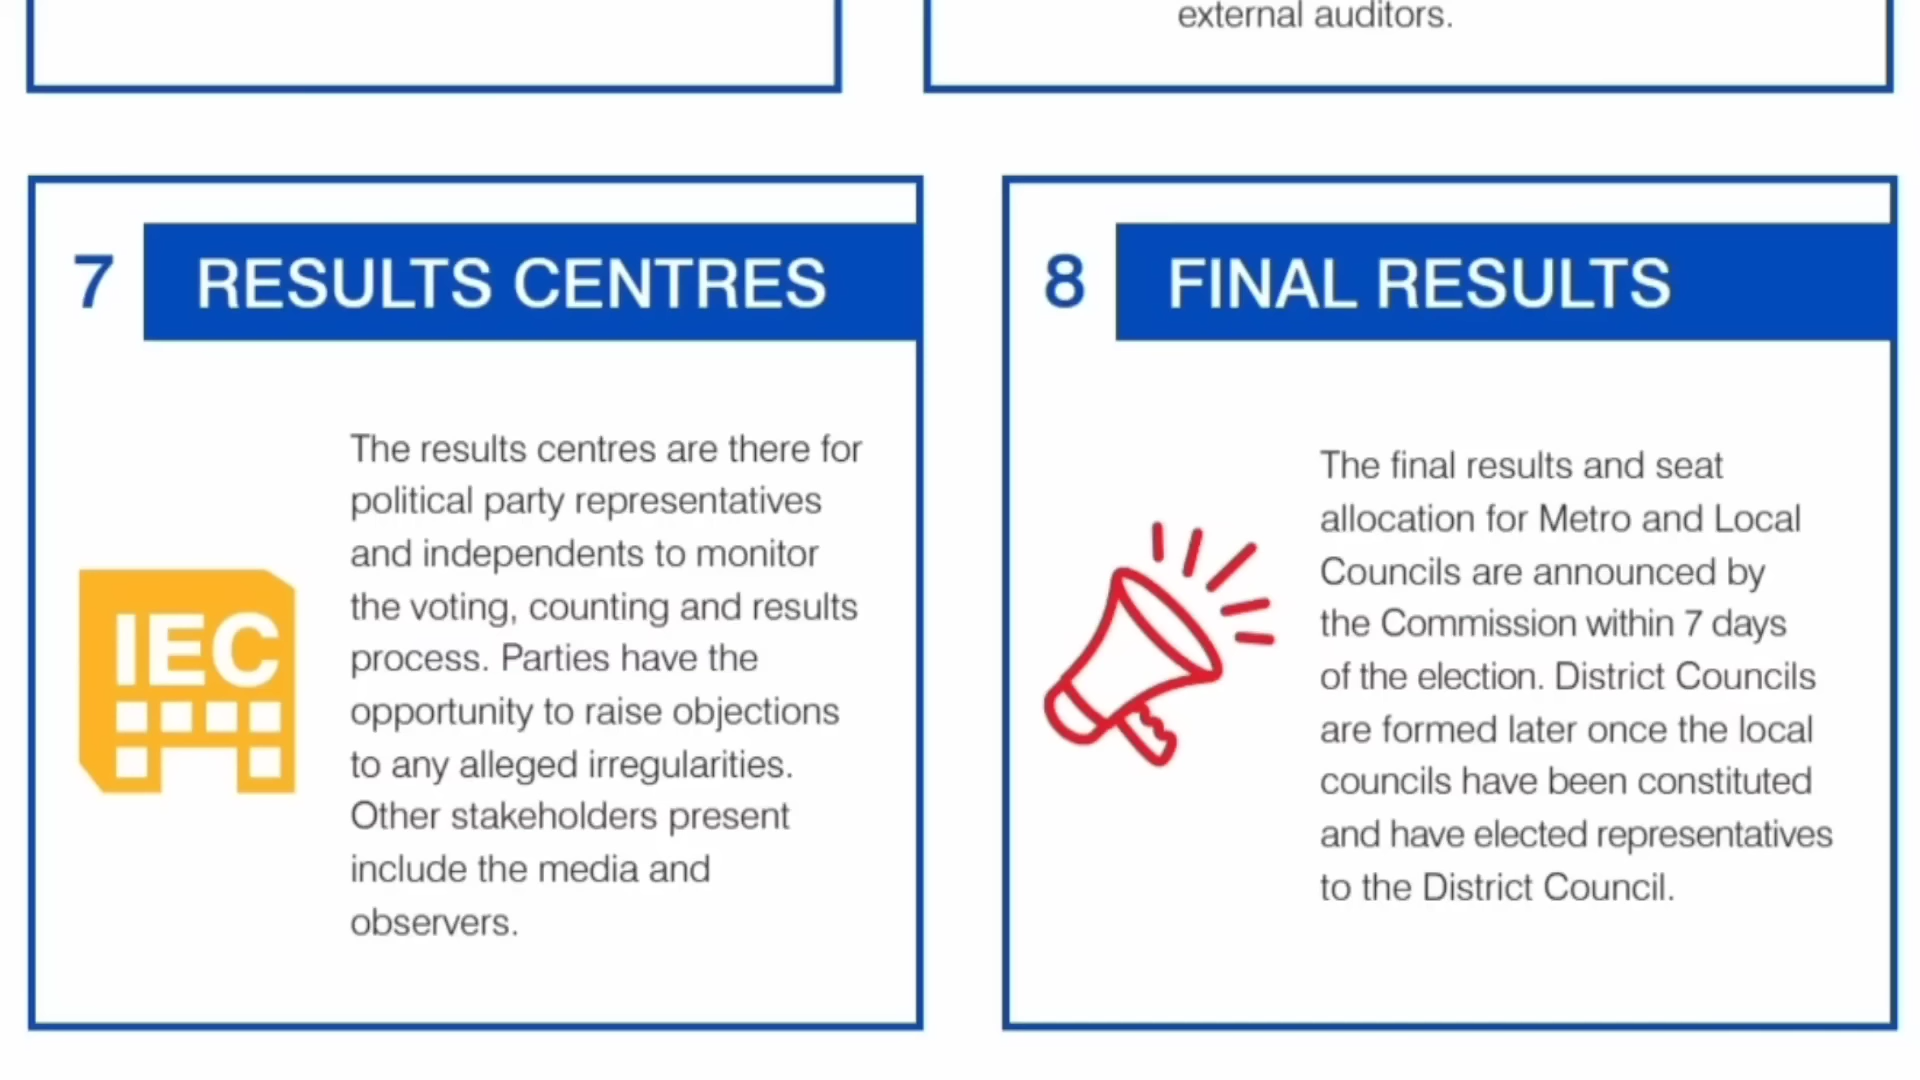 external auditors.
7 RESULTS CENTRES
The results centres are there for
political party representatives
and independents to monitor
the voting, counting and results
process. Parties have the
opportunity to raise objections
to any alleged irregularities.
Other stakeholders present
include the media and
observers.
IEC
8 FINAL RESULTS
The final results and seat
allocation for Metro and Local
Councils are announced by
the Commission within 7 days
of the election. District Councils
are formed later once the local
councils have been constituted
and have elected representatives
to the District Council.